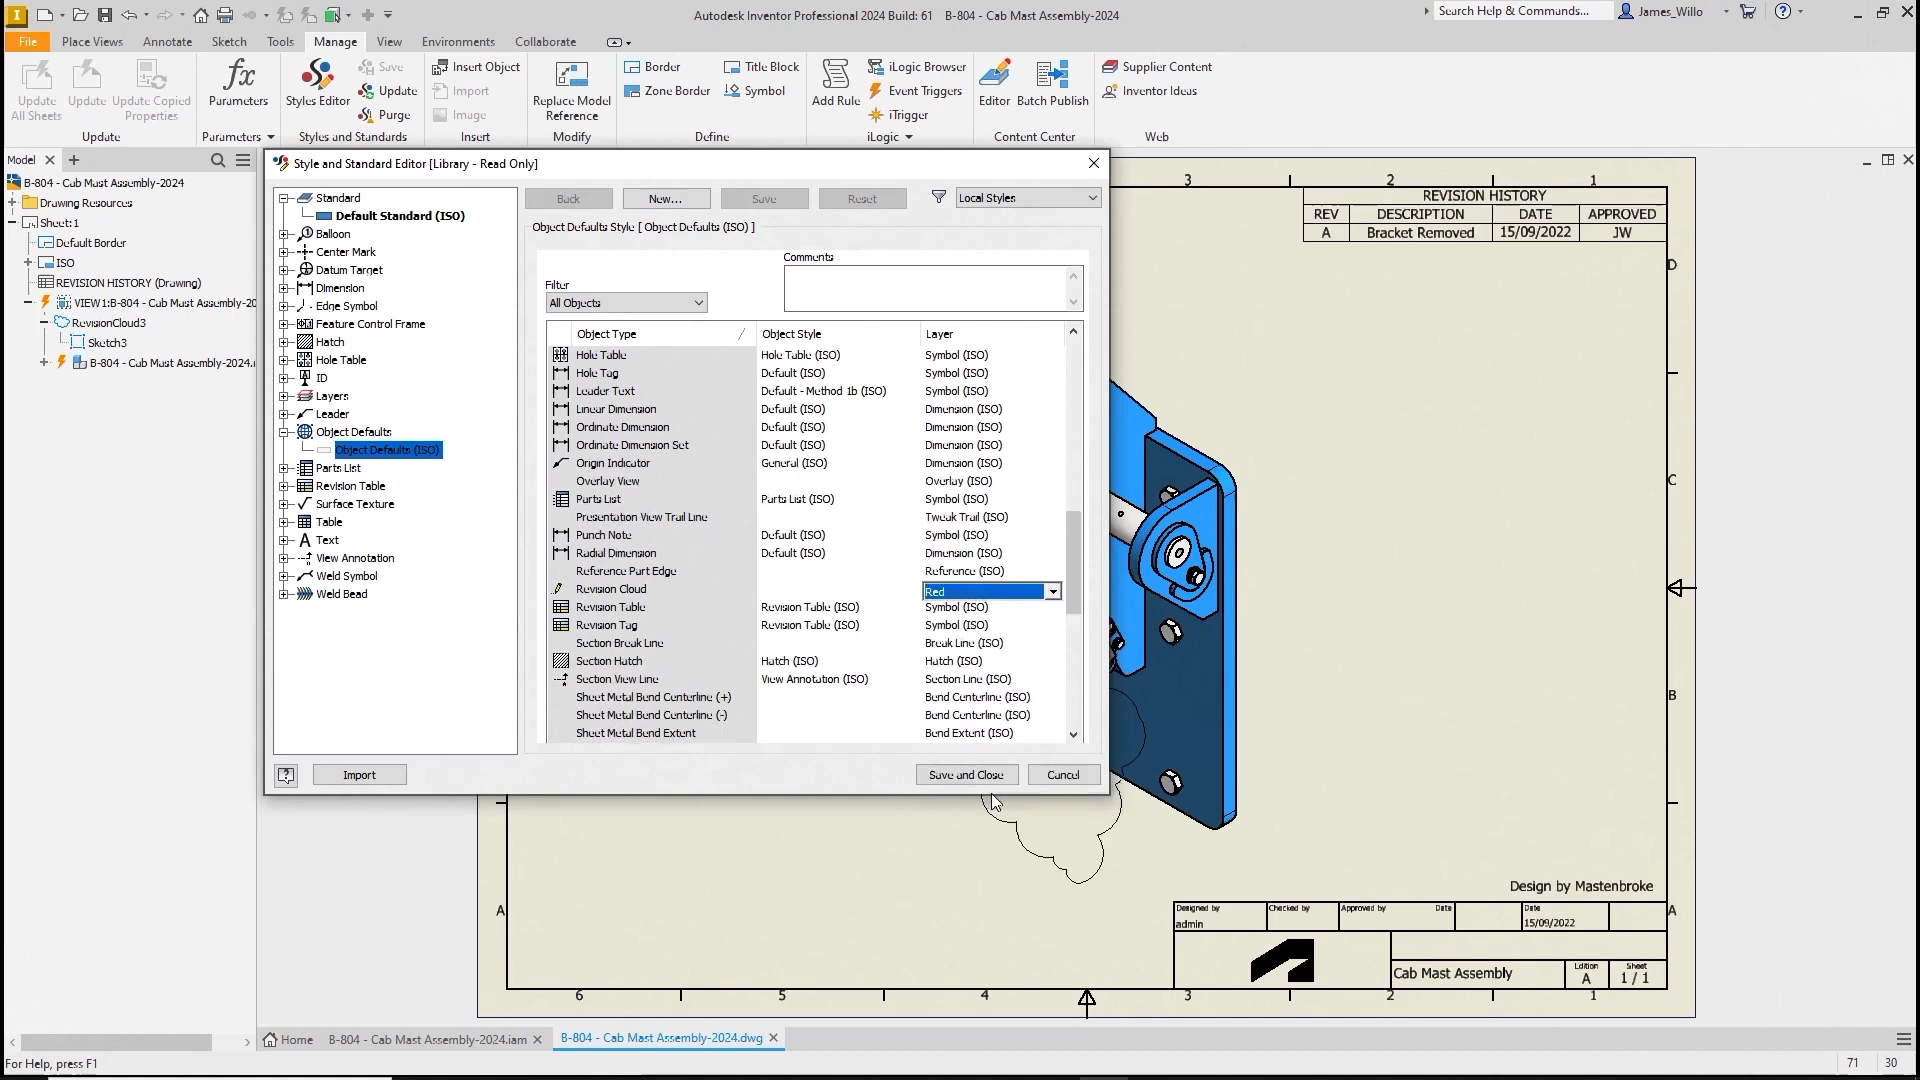 Autodesk Inventor Professional 2024 Build: 61 B-804 - Cab Mast Assembly-2024
Search Help & Commands...
James_Willo
File Place Views Annotate Sketch Tools Manage View Environments Collaborate
Update All Sheets
Update
Update Copied Properties
Update
Parameters
Parameters
Styles Editor
Save
Update
Purge
Styles and Standards
Insert Object
Import
Image
Insert
Replace Model Reference
Modify
Border
Zone Border
Title Block
Symbol
Define
Add Rule
iLogic Browser
Event Triggers
iTrigger
iLogic
Editor
Batch Publish
Content Center
Supplier Content
Inventor Ideas
Web
Model
B-804 - Cab Mast Assembly-2024
Drawing Resources
Sheet:1
Default Border
ISO
REVISION HISTORY (Drawing)
VIEW1:B-804 - Cab Mast Assembly-20
RevisionCloud3
Sketch3
B-804 - Cab Mast Assembly-2024.i
Style and Standard Editor [Library - Read Only]
Standard
Default Standard (ISO)
Balloon
Center Mark
Datum Target
Dimension
Edge Symbol
Feature Control Frame
Hatch
Hole Table
ID
Layers
Leader
Object Defaults
Object Defaults (ISO)
Parts List
Revision Table
Surface Texture
Table
Text
View Annotation
Weld Symbol
Weld Bead
Back New... Save Reset Local Styles
Object Defaults Style [ Object Defaults (ISO) ]
Comments
Filter
All Objects
Object Type Object Style Layer
Hole Table Hole Table (ISO) Symbol (ISO)
Hole Tag Default (ISO) Symbol (ISO)
Leader Text Default - Method 1b (ISO) Symbol (ISO)
Linear Dimension Default (ISO) Dimension (ISO)
Ordinate Dimension Default (ISO) Dimension (ISO)
Ordinate Dimension Set Default (ISO) Dimension (ISO)
Origin Indicator General (ISO) Dimension (ISO)
Overlay View Overlay (ISO)
Parts List Parts List (ISO) Symbol (ISO)
Presentation View Trail Line Tweak Trail (ISO)
Punch Note Default (ISO) Symbol (ISO)
Radial Dimension Default (ISO) Dimension (ISO)
Reference Part Edge Reference (ISO)
Revision Cloud Red
Revision Table Revision Table (ISO) Symbol (ISO)
Revision Tag Revision Table (ISO) Symbol (ISO)
Section Break Line Break Line (ISO)
Section Hatch Hatch (ISO) Hatch (ISO)
Section View Line View Annotation (ISO) Section Line (ISO)
Sheet Metal Bend Centerline (+) Bend Centerline (ISO)
Sheet Metal Bend Centerline (-) Bend Centerline (ISO)
Sheet Metal Bend Extent Bend Extent (ISO)
Import Save and Close Cancel
3 2 1
REVISION HISTORY
REV DESCRIPTION DATE APPROVED
A Bracket Removed 15/09/2022 JW
D
C
B
A A
Design by Mastenbroke
Designed by Checked by Approved by Date Date
admin 15/09/2022
Cab Mast Assembly
Edition Sheet
A 1 / 1
6 5 4 3 2 1
Home B-804 - Cab Mast Assembly-2024.iam B-804 - Cab Mast Assembly-2024.dwg
For Help, press F1
71 30